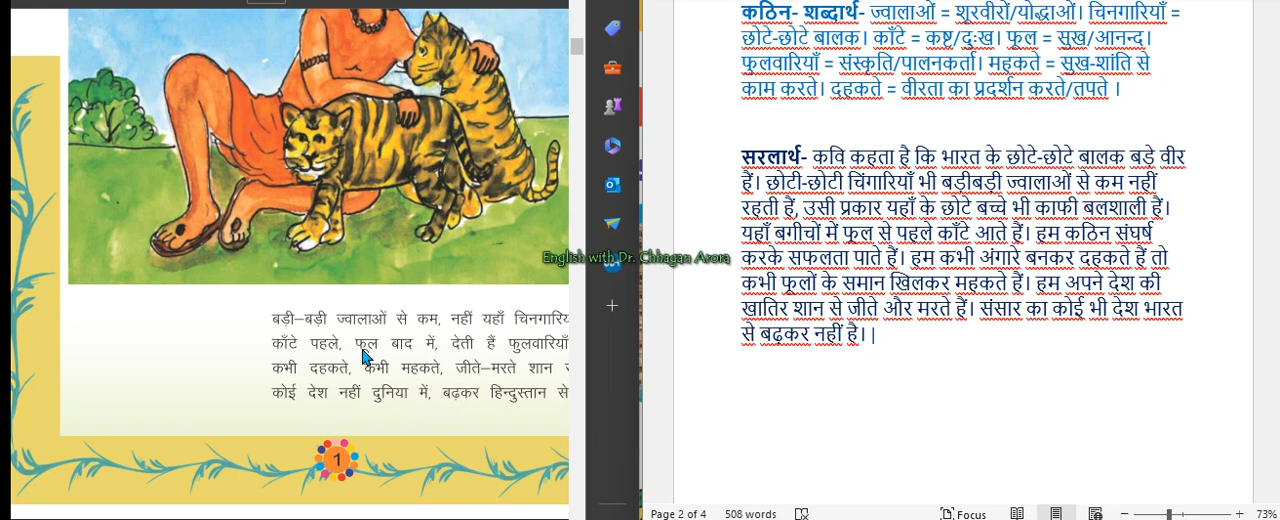 बड़ी–बड़ी ज्वालाओं से कम, नहीं यहाँ
काँटे पहले, फूल बाद में, देती हैं फुलवारियाँ
कभी दहकते, कभी महकते, जीते–मरते शान
कोई देश नहीं दुनिया में, बढ़कर हिन्दुस्तान से
1
English with Dr. Chhagan Arora
कठिन- शब्दार्थ- ज्वालाओं = शूरवीरों/योद्धाओं। चिनगारियाँ =
छोटे-छोटे बालक। काँटे = कष्ट/दुःख। फूल = सुख/आनन्द।
फुलवारियाँ = संस्कृति/पालनकर्ता। महकते = सुख-शांति से
काम करते। दहकते = वीरता का प्रदर्शन करते/तपते ।
सरलार्थ- कवि कहता है कि भारत के छोटे-छोटे बालक बड़े वीर
हैं। छोटी-छोटी चिंगारियाँ भी बड़ीबड़ी ज्वालाओं से कम नहीं
रहती हैं, उसी प्रकार यहाँ के छोटे बच्चे भी काफी बलशाली हैं।
यहाँ बगीचों में फूल से पहले काँटे आते हैं। हम कठिन संघर्ष
करके सफलता पाते हैं। हम कभी अंगारे बनकर दहकते हैं तो
कभी फूलों के समान खिलकर महकते हैं। हम अपने देश की
खातिर शान से जीते और मरते हैं। संसार का कोई भी देश भारत
से बढ़कर नहीं है।
Page 2 of 4 508 words Focus 73%